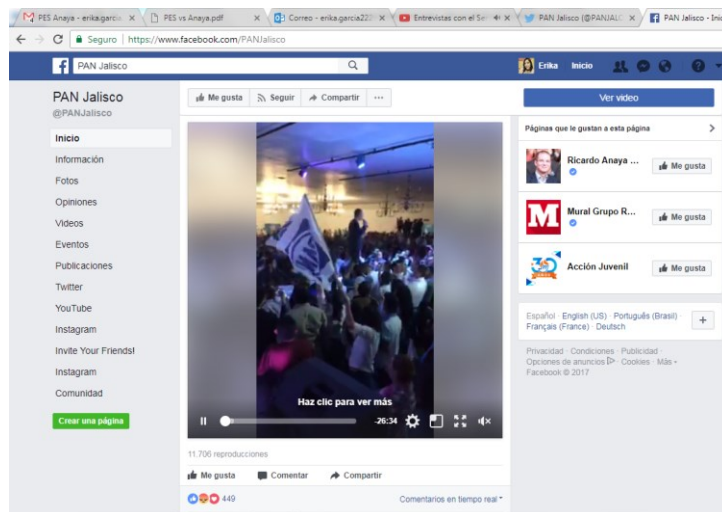 PES Anaya - erika.garcia
PES vs Anaya.pdf
Correo - erika.garcia22
Entrevistas con el Se
PAN Jalisco (@PANJALI
PAN Jalisco - Inic
Seguro | https://www.facebook.com/PANJalisco
PAN Jalisco
Erika
Inicio
PAN Jalisco
@PANJalisco
Inicio
Información
Fotos
Opiniones
Videos
Eventos
Publicaciones
Twitter
YouTube
Instagram
Invite Your Friends!
Instagram
Comunidad
Crear una página
Me gusta
Seguir
Compartir
Haz clic para ver más
-26:34
11.706 reproducciones
Me gusta
Comentar
Compartir
449
Comentarios en tiempo real
Ver video
Páginas que le gustan a esta página
Ricardo Anaya ...
Me gusta
M
Mural Grupo R...
Me gusta
30
Acción Juvenil
Me gusta
Español · English (US) · Português (Brasil) ·
Français (France) · Deutsch
Privacidad · Condiciones · Publicidad ·
Opciones de anuncios · Cookies · Más
Facebook © 2017